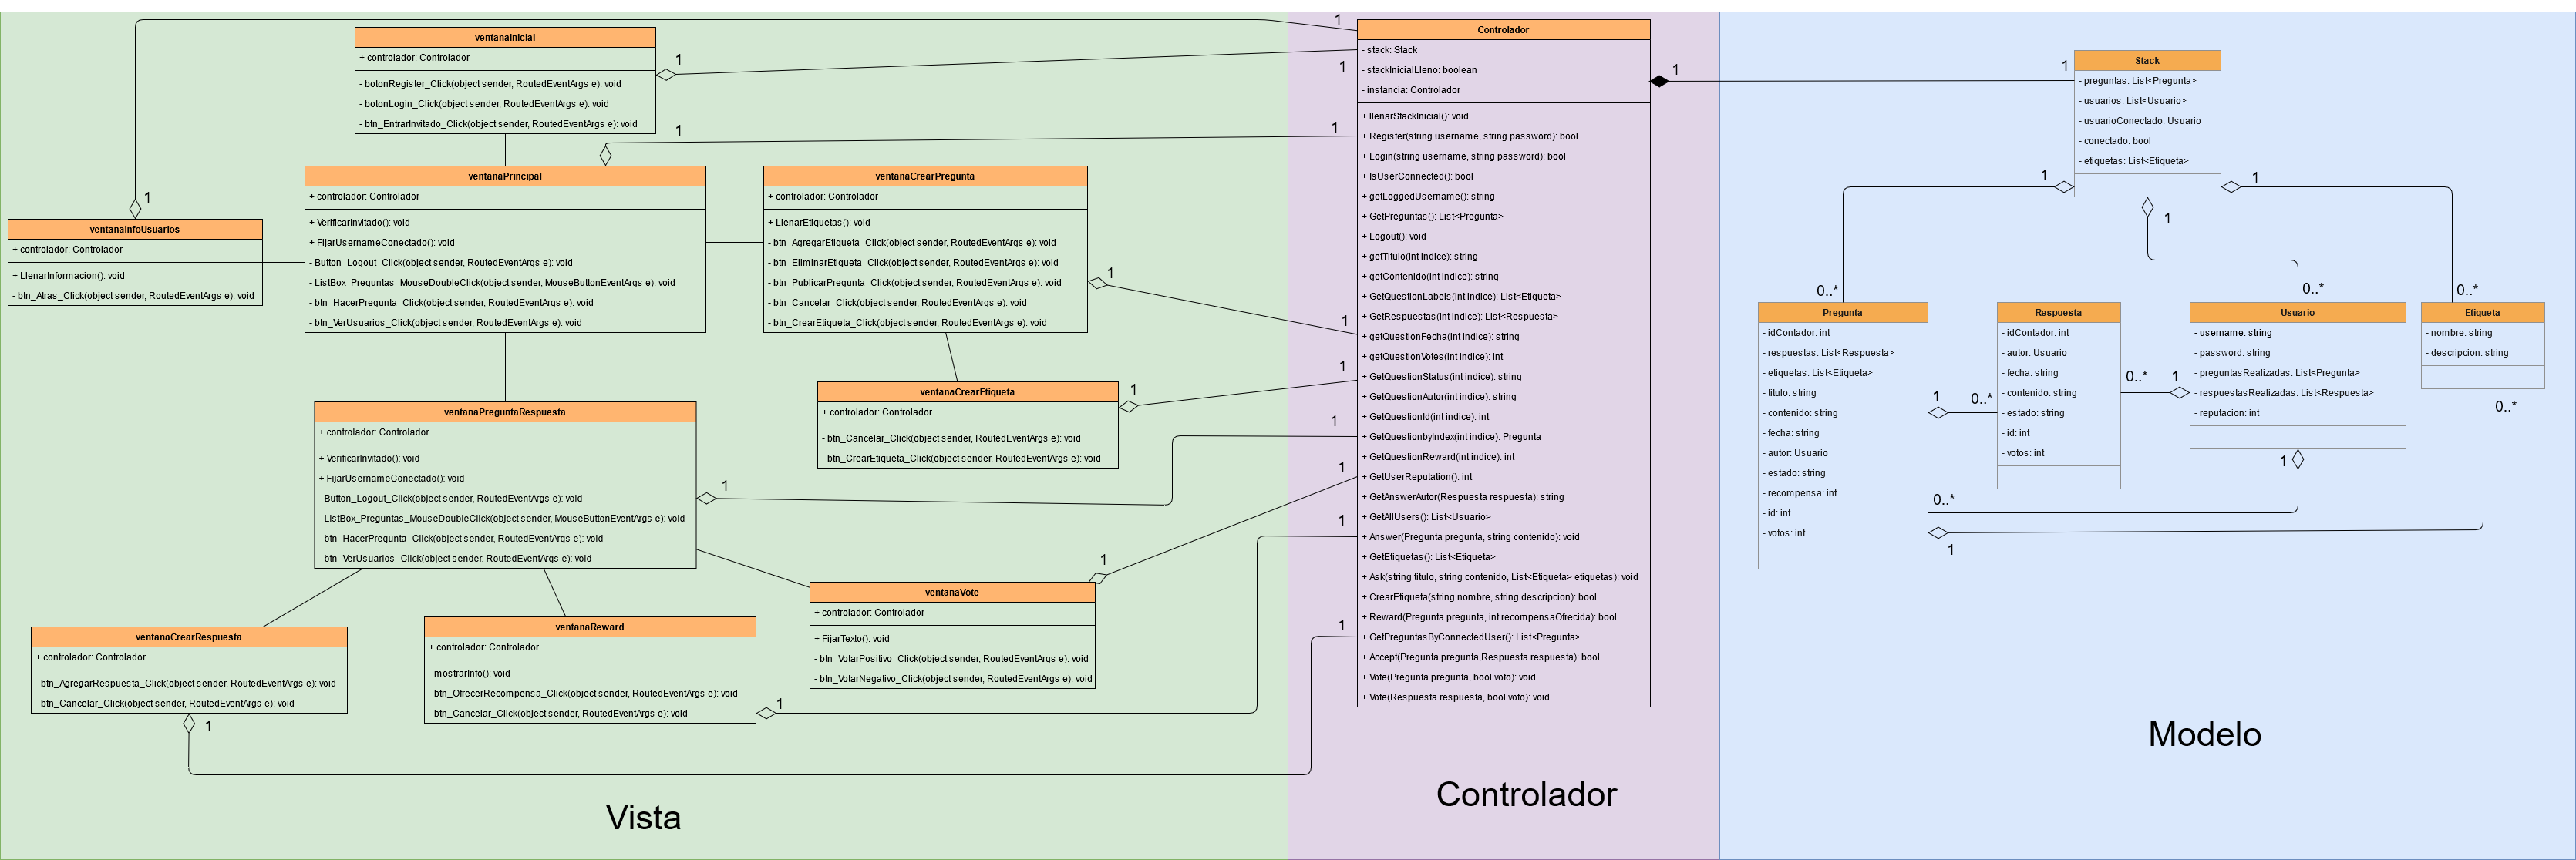 ventanaInicial
+ controlador: Controlador
- botonRegister_Click(object sender, RoutedEventArgs e): void
- botonLogin_Click(object sender, RoutedEventArgs e): void
- btn_EntrarInvitado_Click(object sender, RoutedEventArgs e): void
1
1
ventanaInfoUsuarios
+ controlador: Controlador
+ LlenarInformacion(): void
- btn_Atras_Click(object sender, RoutedEventArgs e): void
1
ventanaPrincipal
+ controlador: Controlador
+ VerificarInvitado(): void
+ FijarUsernameConectado(): void
- Button_Logout_Click(object sender, RoutedEventArgs e): void
- ListBox_Preguntas_MouseDoubleClick(object sender, MouseButtonEventArgs e): void
- btn_HacerPregunta_Click(object sender, RoutedEventArgs e): void
- btn_VerUsuarios_Click(object sender, RoutedEventArgs e): void
ventanaCrearPregunta
+ controlador: Controlador
+ LlenarEtiquetas(): void
- btn_AgregarEtiqueta_Click(object sender, RoutedEventArgs e): void
- btn_EliminarEtiqueta_Click(object sender, RoutedEventArgs e): void
- btn_PublicarPregunta_Click(object sender, RoutedEventArgs e): void
- btn_Cancelar_Click(object sender, RoutedEventArgs e): void
- btn_CrearEtiqueta_Click(object sender, RoutedEventArgs e): void
1
ventanaCrearEtiqueta
+ controlador: Controlador
- btn_Cancelar_Click(object sender, RoutedEventArgs e): void
- btn_CrearEtiqueta_Click(object sender, RoutedEventArgs e): void
1
ventanaPreguntaRespuesta
+ controlador: Controlador
+ VerificarInvitado(): void
+ FijarUsernameConectado(): void
- Button_Logout_Click(object sender, RoutedEventArgs e): void
- ListBox_Preguntas_MouseDoubleClick(object sender, MouseButtonEventArgs e): void
- btn_HacerPregunta_Click(object sender, RoutedEventArgs e): void
- btn_VerUsuarios_Click(object sender, RoutedEventArgs e): void
1
ventanaVote
+ controlador: Controlador
+ FijarTexto(): void
- btn_VotarPositivo_Click(object sender, RoutedEventArgs e): void
- btn_VotarNegativo_Click(object sender, RoutedEventArgs e): void
1
ventanaCrearRespuesta
+ controlador: Controlador
- btn_AgregarRespuesta_Click(object sender, RoutedEventArgs e): void
- btn_Cancelar_Click(object sender, RoutedEventArgs e): void
1
ventanaReward
+ controlador: Controlador
- mostrarInfo(): void
- btn_OfrecerRecompensa_Click(object sender, RoutedEventArgs e): void
- btn_Cancelar_Click(object sender, RoutedEventArgs e): void
1
Vista
1
1
1
1
1
1
1
1
1
Controlador
- stack: Stack
- stackInicialLleno: boolean
- instancia: Controlador
+ llenarStackInicial(): void
+ Register(string username, string password): bool
+ Login(string username, string password): bool
+ IsUserConnected(): bool
+ getLoggedUsername(): string
+ GetPreguntas(): List<Pregunta>
+ Logout(): void
+ getTitulo(int indice): string
+ getContenido(int indice): string
+ GetQuestionLabels(int indice): List<Etiqueta>
+ GetRespuestas(int indice): List<Respuesta>
+ getQuestionFecha(int indice): string
+ getQuestionVotes(int indice): int
+ GetQuestionStatus(int indice): string
+ GetQuestionAutor(int indice): string
+ GetQuestionId(int indice): int
+ GetQuestionbyIndex(int indice): Pregunta
+ GetQuestionReward(int indice): int
+ GetUserReputation(): int
+ GetAnswerAutor(Respuesta respuesta): string
+ GetAllUsers(): List<Usuario>
+ Answer(Pregunta pregunta, string contenido): void
+ GetEtiquetas(): List<Etiqueta>
+ Ask(string titulo, string contenido, List<Etiqueta> etiquetas): void
+ CrearEtiqueta(string nombre, string descripcion): bool
+ Reward(Pregunta pregunta, int recompensaOfrecida): bool
+ GetPreguntasByConnectedUser(): List<Pregunta>
+ Accept(Pregunta pregunta,Respuesta respuesta): bool
+ Vote(Pregunta pregunta, bool voto): void
+ Vote(Respuesta respuesta, bool voto): void
Controlador
1
1
Stack
- preguntas: List<Pregunta>
- usuarios: List<Usuario>
- usuarioConectado: Usuario
- conectado: bool
- etiquetas: List<Etiqueta>
1
1
1
0..*
0..*
0..*
Pregunta
- idContador: int
- respuestas: List<Respuesta>
- etiquetas: List<Etiqueta>
- titulo: string
- contenido: string
- fecha: string
- autor: Usuario
- estado: string
- recompensa: int
- id: int
- votos: int
1
0..*
Respuesta
- idContador: int
- autor: Usuario
- fecha: string
- contenido: string
- estado: string
- id: int
- votos: int
0..*
1
Usuario
- username: string
- password: string
- preguntasRealizadas: List<Pregunta>
- respuestasRealizadas: List<Respuesta>
- reputacion: int
Etiqueta
- nombre: string
- descripcion: string
0..*
1
0..*
1
Modelo